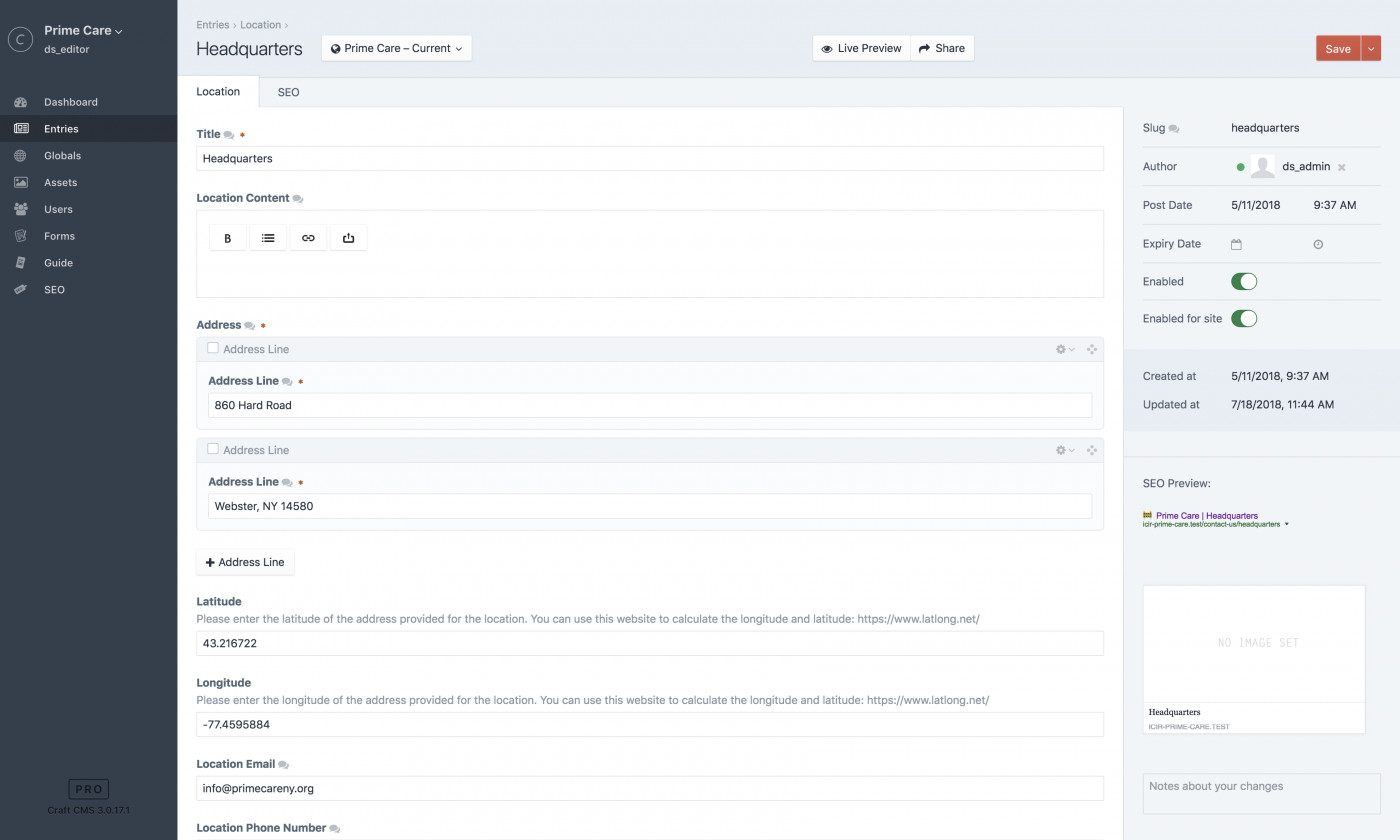 C
Prime Care
ds_editor
Dashboard
Entries
Globals
Assets
Users
Forms
Guide
SEO
PRO
Craft CMS 3.0.17.1
Entries › Location ›
Headquarters
Prime Care – Current
Live Preview
Share
Save
Location
SEO
Title *
Headquarters
Location Content
B
Address *
Address Line
Address Line *
860 Hard Road
Address Line
Address Line *
Webster, NY 14580
+ Address Line
Latitude
Please enter the latitude of the address provided for the location. You can use this website to calculate the longitude and latitude: https://www.latlong.net/
43.216722
Longitude
Please enter the longitude of the address provided for the location. You can use this website to calculate the longitude and latitude: https://www.latlong.net/
-77.4595884
Location Email
info@primecareny.org
Location Phone Number
Slug headquarters
Author ds_admin
Post Date 5/11/2018 9:37 AM
Expiry Date
Enabled
Enabled for site
Created at 5/11/2018, 9:37 AM
Updated at 7/18/2018, 11:44 AM
SEO Preview:
Prime Care | Headquarters
icir-prime-care.test/contact-us/headquarters
NO IMAGE SET
Headquarters
ICIR-PRIME-CARE.TEST
Notes about your changes